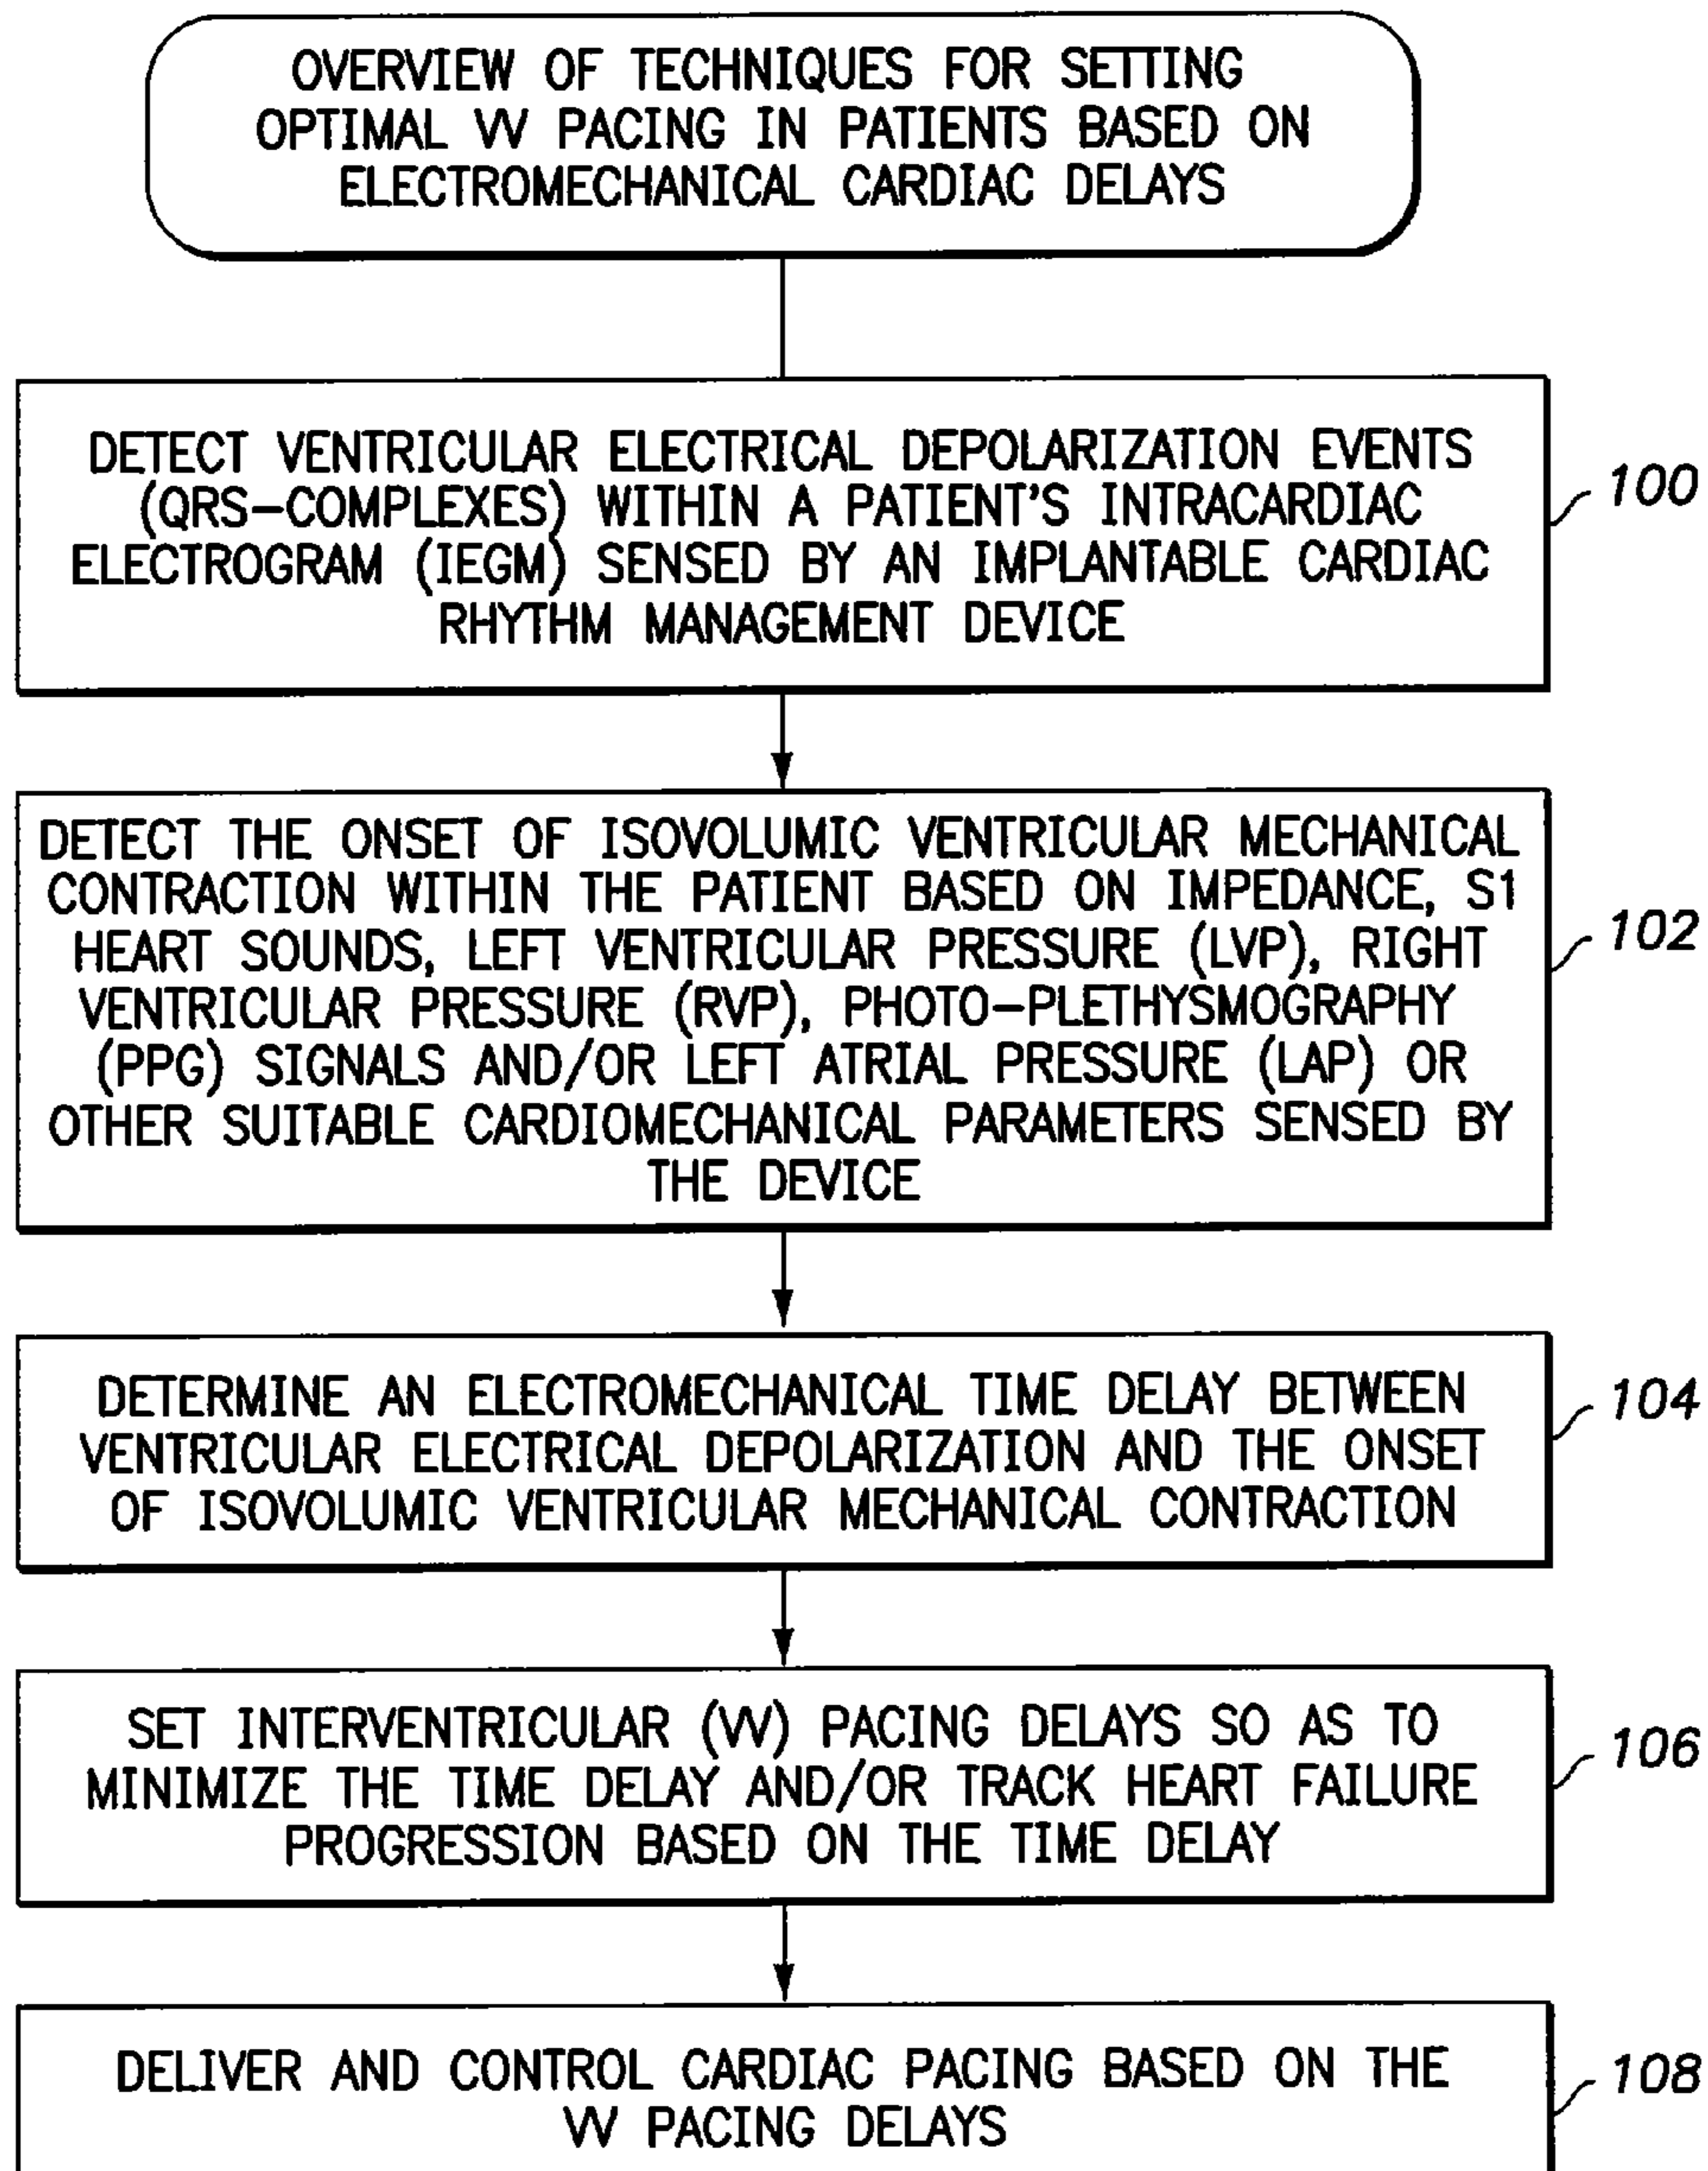 OVERVIEW OF TECHNIQUES FOR SETTING
OPTIMAL VV PACING IN PATIENTS BASED ON
ELECTROMECHANICAL CARDIAC DELAYS
DETECT VENTRICULAR ELECTRICAL DEPOLARIZATION EVENTS
(QRS-COMPLEXES) WITHIN A PATIENT'S INTRACARDIAC
ELECTROGRAM (IEGM) SENSED BY AN IMPLANTABLE CARDIAC
RHYTHM MANAGEMENT DEVICE
100
DETECT THE ONSET OF ISOVOLUMIC VENTRICULAR MECHANICAL
CONTRACTION WITHIN THE PATIENT BASED ON IMPEDANCE, S1
HEART SOUNDS, LEFT VENTRICULAR PRESSURE (LVP), RIGHT
VENTRICULAR PRESSURE (RVP), PHOTO-PLETHYSMOGRAPHY
(PPG) SIGNALS AND/OR LEFT ATRIAL PRESSURE (LAP) OR
OTHER SUITABLE CARDIOMECHANICAL PARAMETERS SENSED BY
THE DEVICE
102
DETERMINE AN ELECTROMECHANICAL TIME DELAY BETWEEN
VENTRICULAR ELECTRICAL DEPOLARIZATION AND THE ONSET
OF ISOVOLUMIC VENTRICULAR MECHANICAL CONTRACTION
104
SET INTERVENTRICULAR (VV) PACING DELAYS SO AS TO
MINIMIZE THE TIME DELAY AND/OR TRACK HEART FAILURE
PROGRESSION BASED ON THE TIME DELAY
106
DELIVER AND CONTROL CARDIAC PACING BASED ON THE
VV PACING DELAYS
108